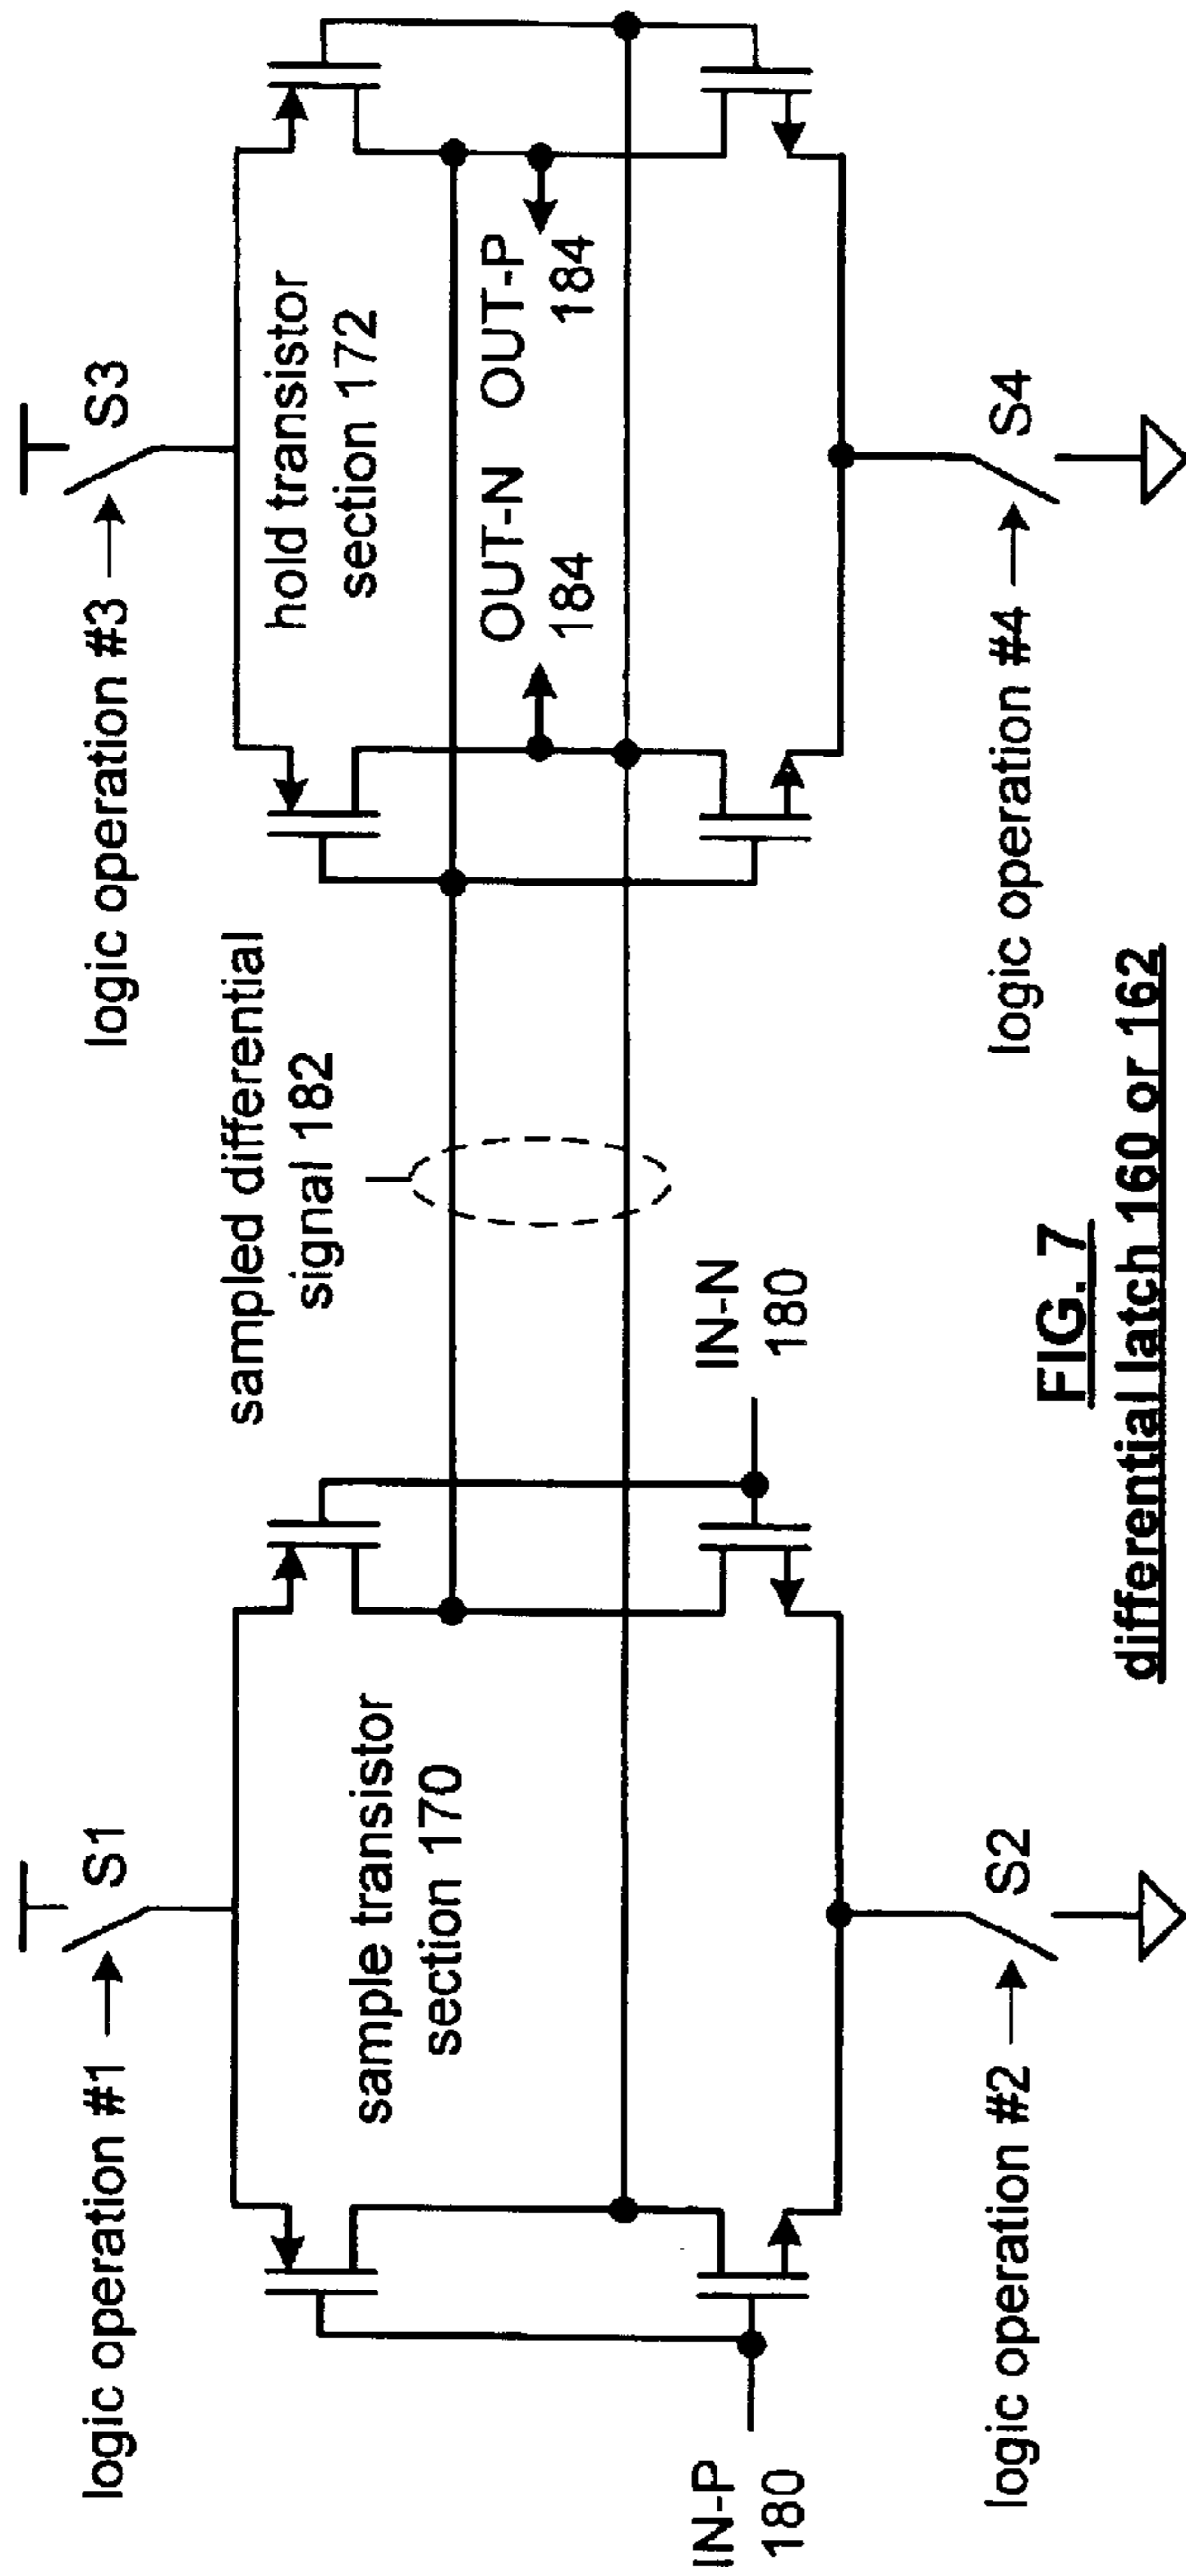 logic operation #1
S1
logic operation #3
S3
sampled differential
signal 182
hold transistor
section 172
sample transistor
section 170
OUT-N
184
OUT-P
184
IN-P
180
IN-N
180
logic operation #2
S2
logic operation #4
S4
FIG. 7
differential latch 160 or 162